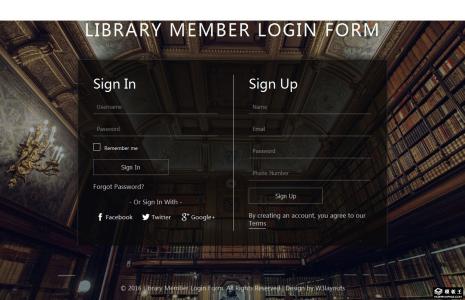 LIBRARY MEMBER LOGIN FORM
Sign In
Username
Password
Remember me
Sign In
Forgot Password?
- Or Sign In With -
Facebook Twitter Google+
Sign Up
Name
Email
Password
Phone Number
Sign Up
By creating an account, you agree to our
Terms
© 2016 Library Member Login Form. All Rights Reserved | Design by W3layouts